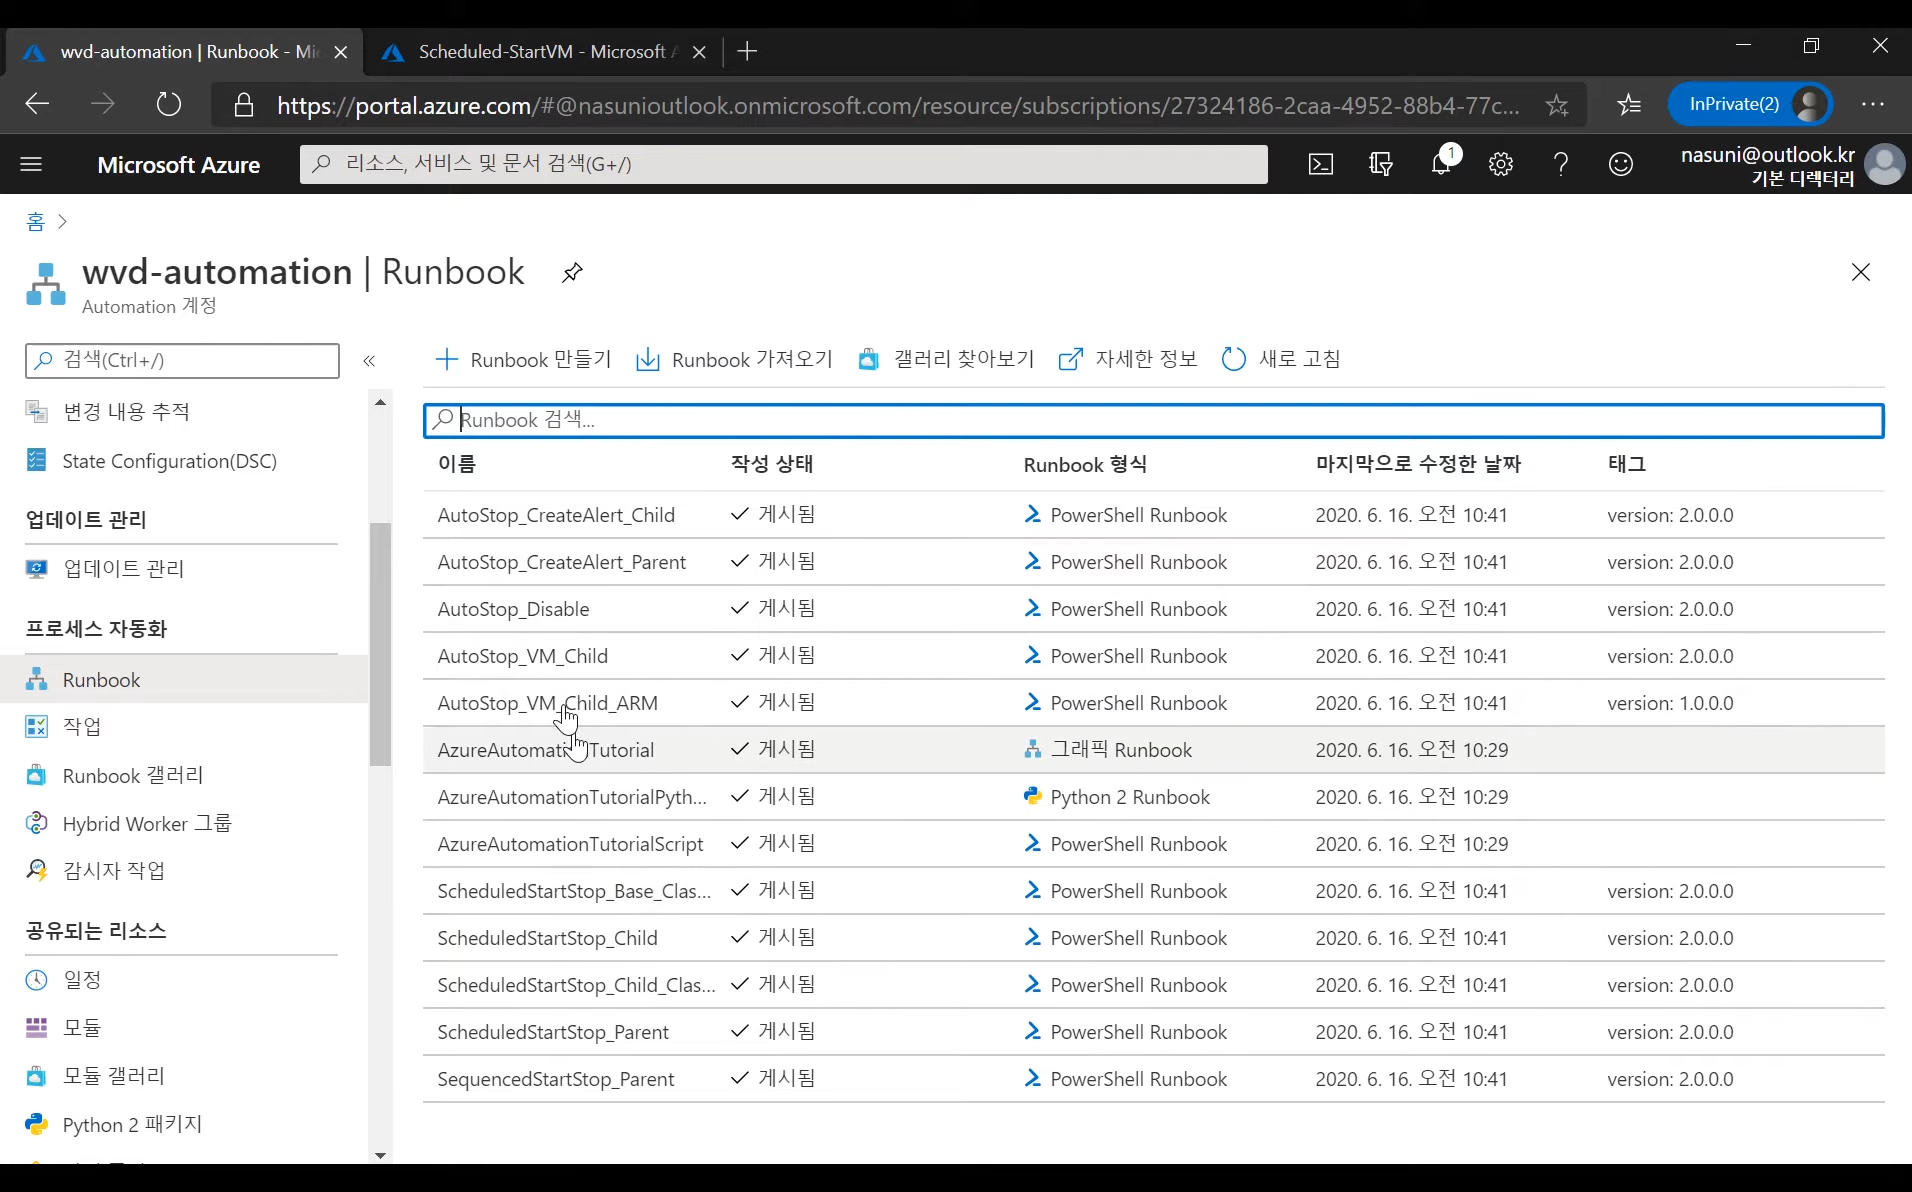 wvd-automation | Runbook - Mi
Scheduled-StartVM - Microsoft A
https://portal.azure.com/#@nasunioutlook.onmicrosoft.com/resource/subscriptions/27324186-2caa-4952-88b4-77c...
InPrivate(2)
Microsoft Azure
리소스, 서비스 및 문서 검색(G+/)
1
nasuni@outlook.kr
기본 디렉터리
홈
wvd-automation | Runbook
Automation 계정
검색(Ctrl+/)
변경 내용 추적
State Configuration(DSC)
업데이트 관리
업데이트 관리
프로세스 자동화
Runbook
작업
Runbook 갤러리
Hybrid Worker 그룹
감시자 작업
공유되는 리소스
일정
모듈
모듈 갤러리
Python 2 패키지
Runbook 만들기 Runbook 가져오기 갤러리 찾아보기 자세한 정보 새로 고침
Runbook 검색...
이름 작성 상태 Runbook 형식 마지막으로 수정한 날짜 태그
AutoStop_CreateAlert_Child 게시됨 PowerShell Runbook 2020. 6. 16. 오전 10:41 version: 2.0.0.0
AutoStop_CreateAlert_Parent 게시됨 PowerShell Runbook 2020. 6. 16. 오전 10:41 version: 2.0.0.0
AutoStop_Disable 게시됨 PowerShell Runbook 2020. 6. 16. 오전 10:41 version: 2.0.0.0
AutoStop_VM_Child 게시됨 PowerShell Runbook 2020. 6. 16. 오전 10:41 version: 2.0.0.0
AutoStop_VM_Child_ARM 게시됨 PowerShell Runbook 2020. 6. 16. 오전 10:41 version: 1.0.0.0
AzureAutomationTutorial 게시됨 그래픽 Runbook 2020. 6. 16. 오전 10:29
AzureAutomationTutorialPyth... 게시됨 Python 2 Runbook 2020. 6. 16. 오전 10:29
AzureAutomationTutorialScript 게시됨 PowerShell Runbook 2020. 6. 16. 오전 10:29
ScheduledStartStop_Base_Clas... 게시됨 PowerShell Runbook 2020. 6. 16. 오전 10:41 version: 2.0.0.0
ScheduledStartStop_Child 게시됨 PowerShell Runbook 2020. 6. 16. 오전 10:41 version: 2.0.0.0
ScheduledStartStop_Child_Clas... 게시됨 PowerShell Runbook 2020. 6. 16. 오전 10:41 version: 2.0.0.0
ScheduledStartStop_Parent 게시됨 PowerShell Runbook 2020. 6. 16. 오전 10:41 version: 2.0.0.0
SequencedStartStop_Parent 게시됨 PowerShell Runbook 2020. 6. 16. 오전 10:41 version: 2.0.0.0